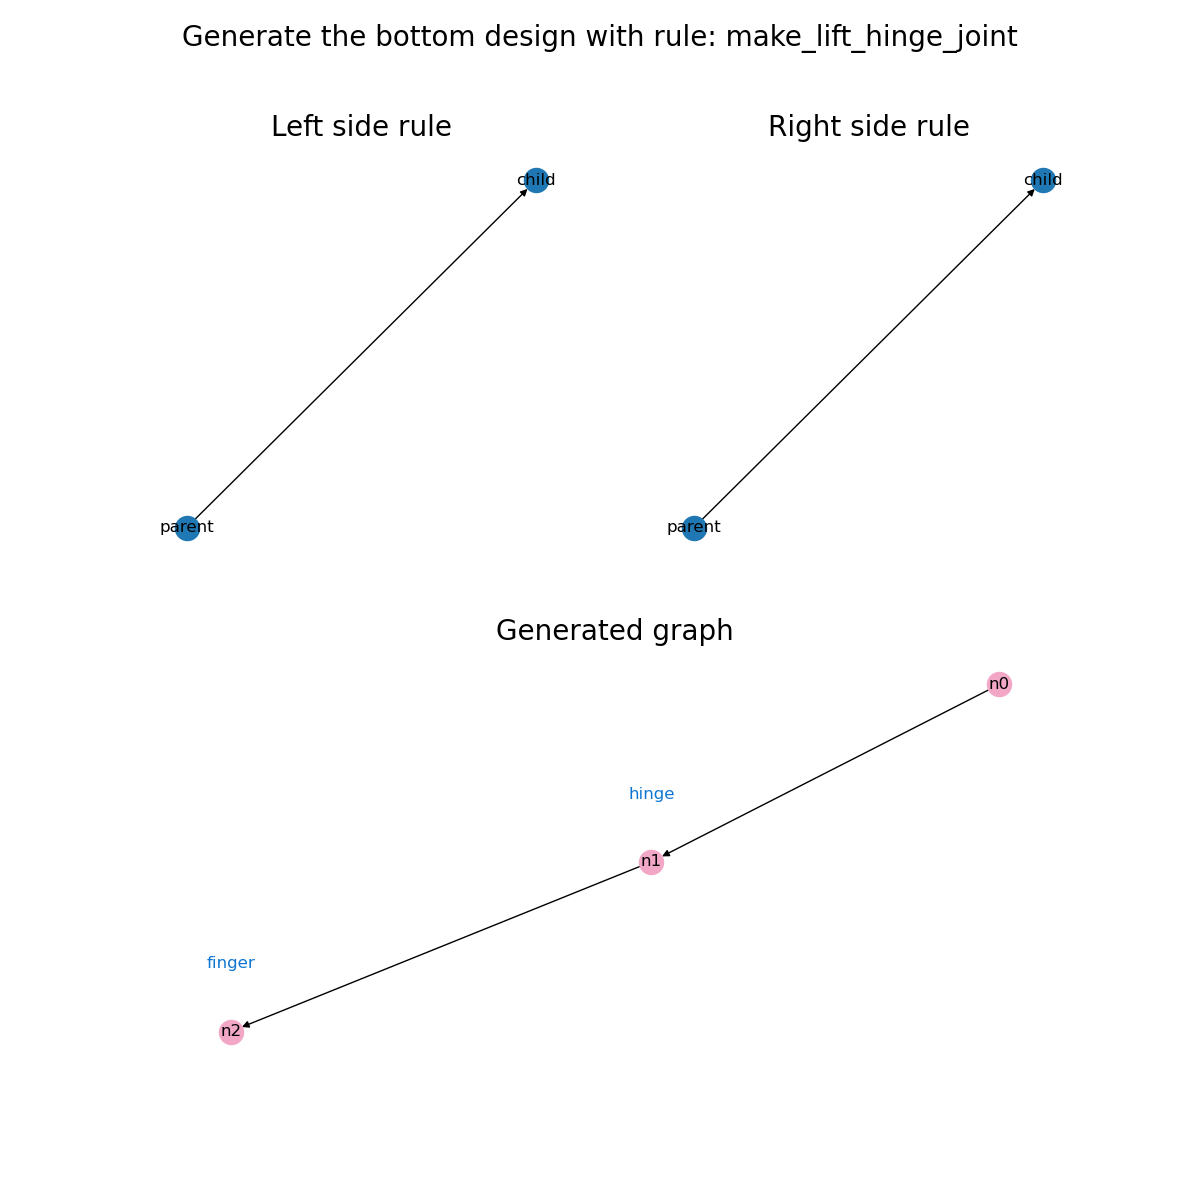 Generate the bottom design with rule: make_lift_hinge_joint
Left side rule
Right side rule
child
child
parent
parent
Generated graph
n0
hinge
n1
finger
n2